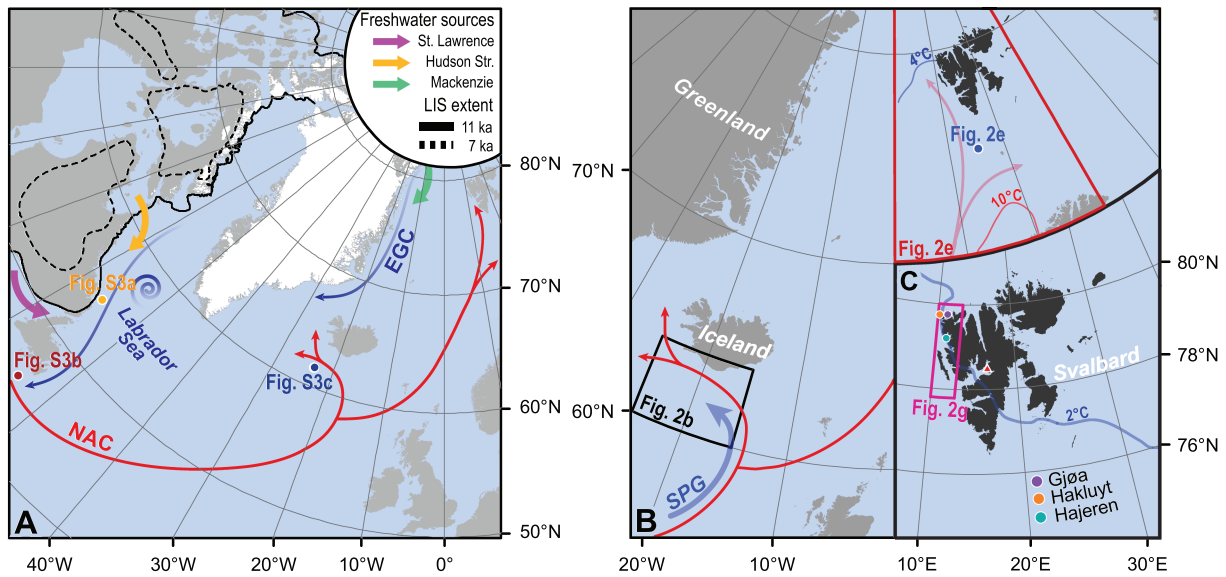 Freshwater sources
St. Lawrence
Hudson Str.
Mackenzie
LIS extent
11 ka
7 ka
EGC
Fig. S3a
Labrador
Sea
Fig. S3b
Fig. S3c
NAC
A
80°N
70°N
60°N
50°N
40°W
30°W
20°W
10°W
0°
Greenland
4°C
Fig. 2e
10°C
Fig. 2e
70°N
60°N
Iceland
Fig. 2b
SPG
B
20°W
10°W
C
Svalbard
Fig. 2g
2°C
Gjøa
Hakluyt
Hajeren
80°N
78°N
76°N
10°E
20°E
30°E